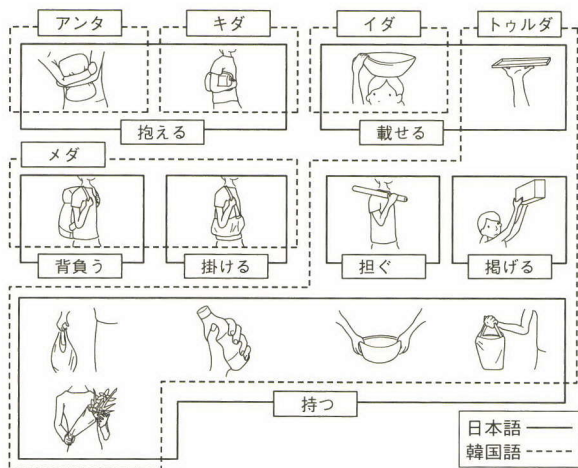 アンタ
キダ
イダ
トゥルダ
抱える
載せる
メダ
背負う
掛ける
担ぐ
掲げる
持つ
日本語
韓国語